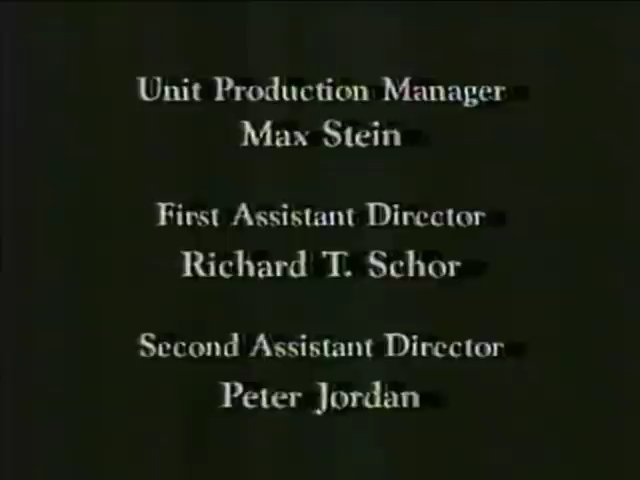 Unit Production Manager
Max Stein
First Assistant Director
Richard T. Schor
Second Assistant Director
Peter Jordan